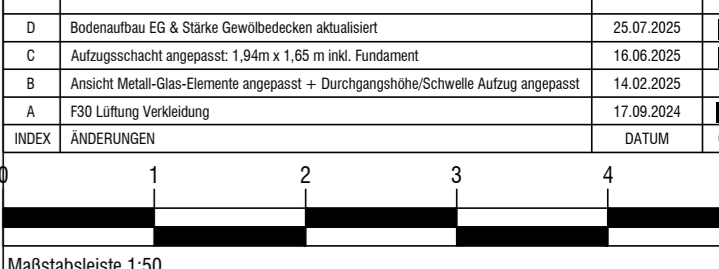 D Bodenaufbau EG & Stärke Gewölbedecken aktualisiert 25.07.2025
C Aufzugsschacht angepasst: 1,94m x 1,65 m inkl. Fundament 16.06.2025
B Ansicht Metall-Glas-Elemente angepasst + Durchgangshöhe/Schwelle Aufzug angepasst 14.02.2025
A F30 Lüftung Verkleidung 17.09.2024
INDEX ÄNDERUNGEN DATUM
0 1 2 3 4
Maßstabsleiste 1:50